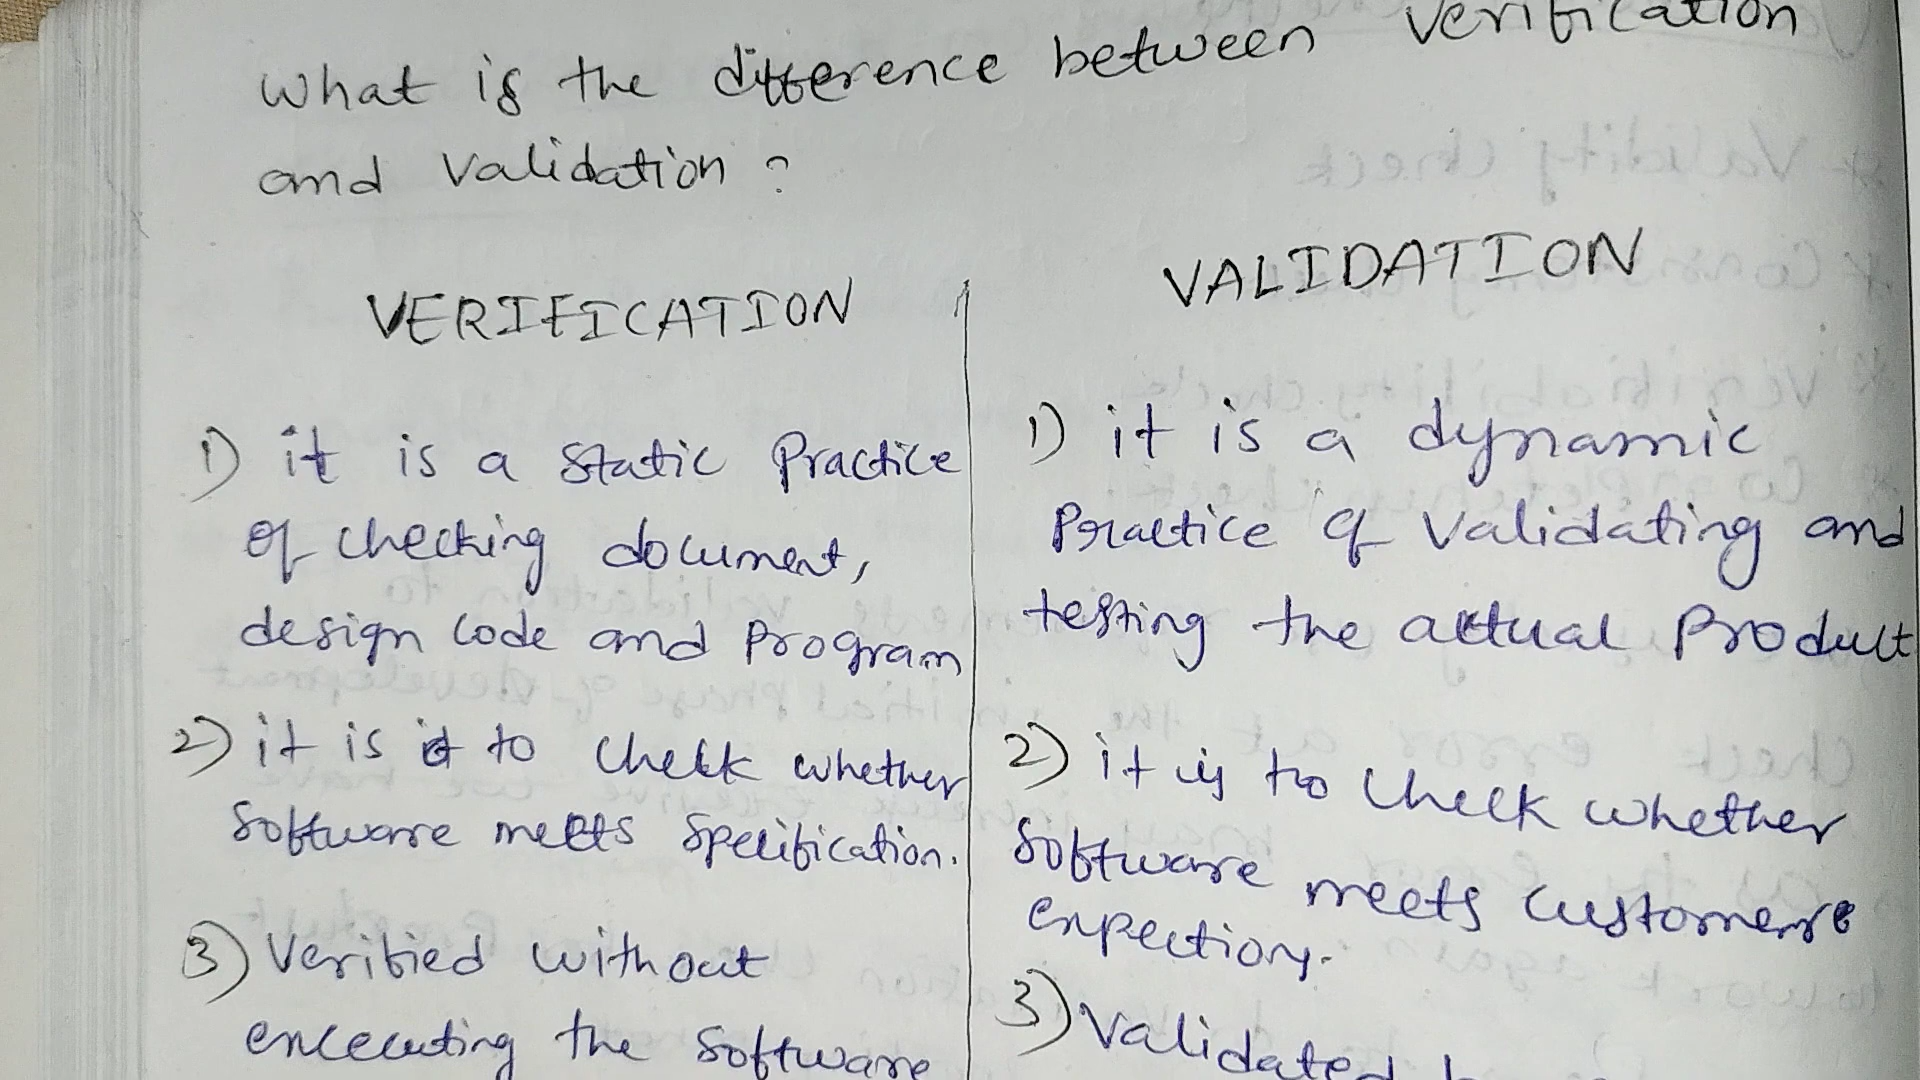 What is the difference between Verification
and Validation ?
VERIFICATION
1) it is a Static Practice
of checking document,
design code and Program
2) it is to check whether
Software meets Specification.
3) Verified without
the Software
VALIDATION
1) it is a dynamic
Practice of Validating and
testing the actual Product
2) it is to check whether
Software meets customers
3) Validated